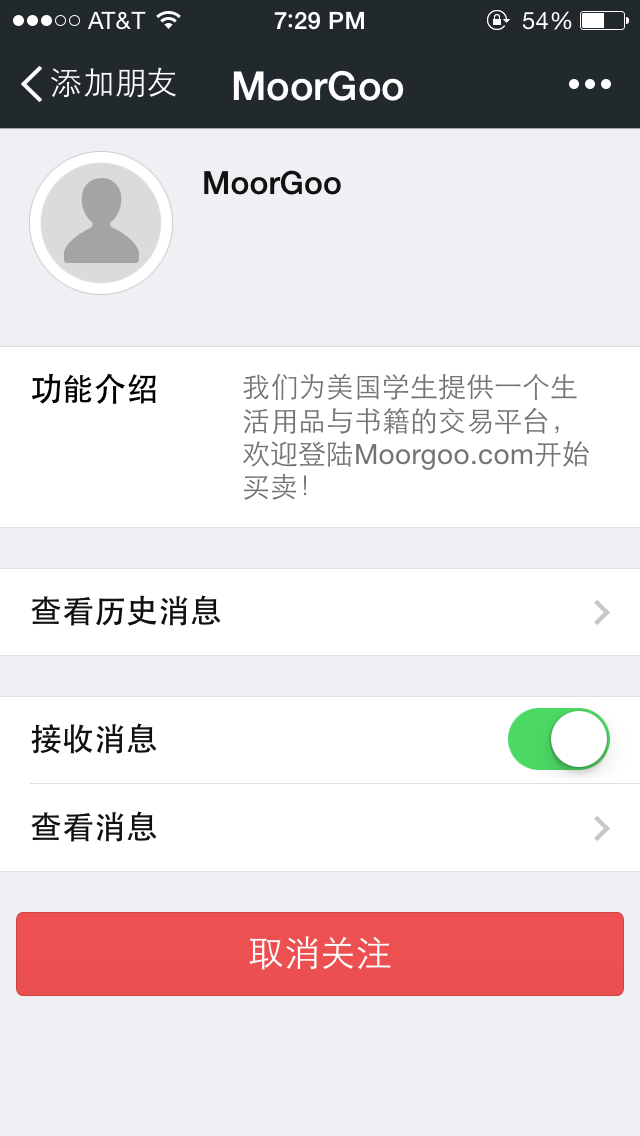 AT&T 7:29 PM 54%
添加朋友 MoorGoo
MoorGoo
功能介绍
我们为美国学生提供一个生
活用品与书籍的交易平台，
欢迎登陆Moorgoo.com开始
买卖！
查看历史消息
接收消息
查看消息
取消关注